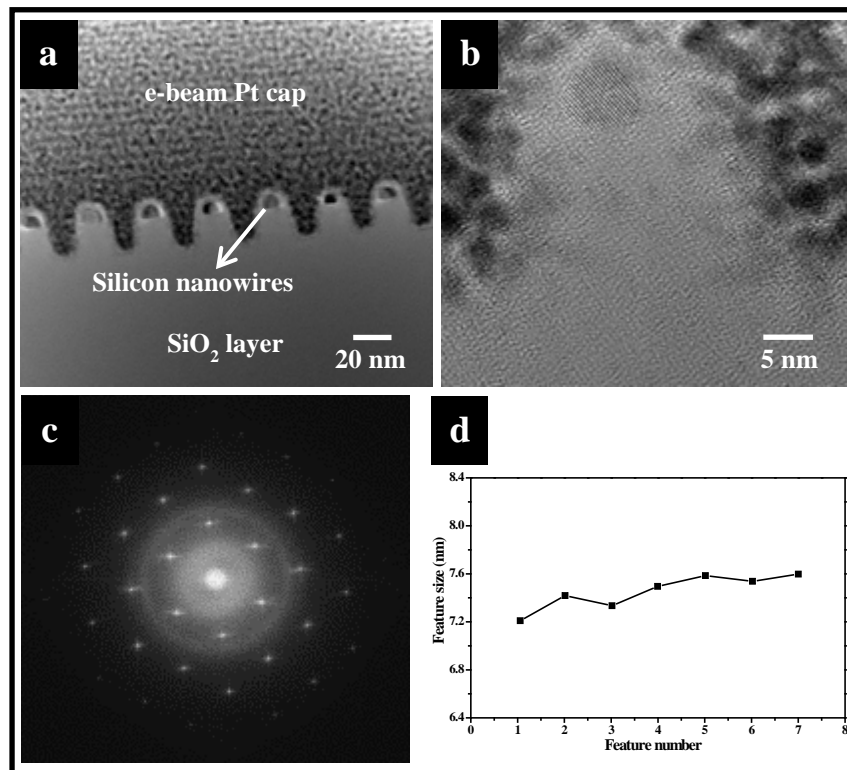 a
e-beam Pt cap
Silicon nanowires
SiO₂ layer
20 nm
b
5 nm
c
d
8.4
8.0
7.6
7.2
6.8
6.4
Feature size (nm)
0 1 2 3 4 5 6 7 8
Feature number